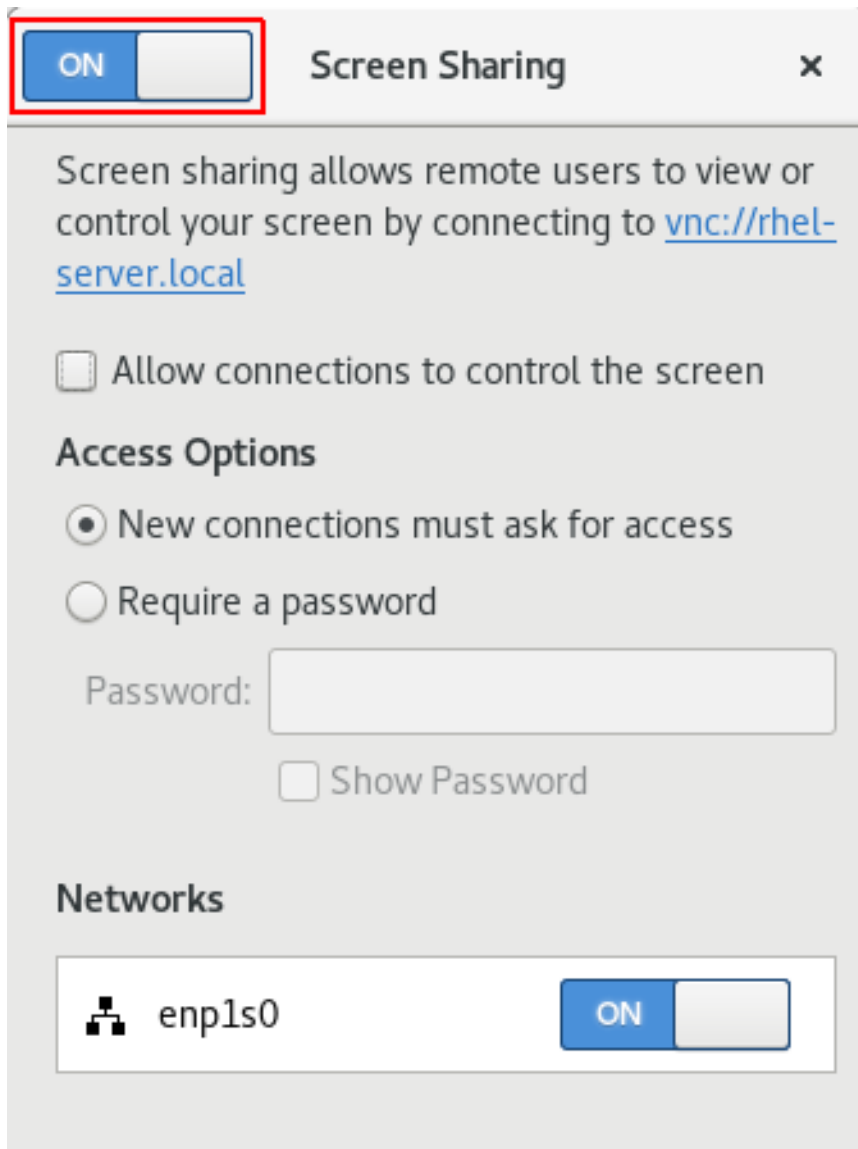 ON Screen Sharing ×
Screen sharing allows remote users to view or
control your screen by connecting to vnc://rhel-
server.local
Allow connections to control the screen
Access Options
New connections must ask for access
Require a password
Password:
Show Password
Networks
enp1s0 ON